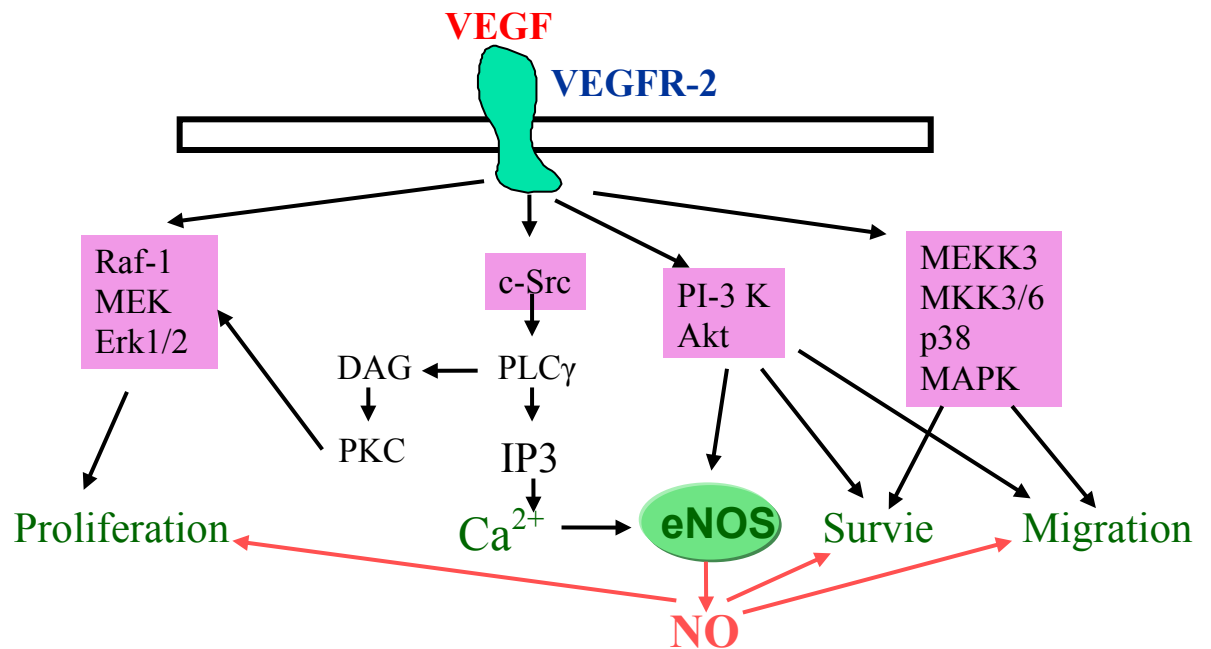 VEGF
VEGFR-2
Raf-1
MEK
Erk1/2
c-Src
PI-3 K
Akt
MEKK3
MKK3/6
p38
MAPK
DAG
PLCγ
PKC
IP3
Proliferation
Ca²⁺
eNOS
Survie
Migration
NO